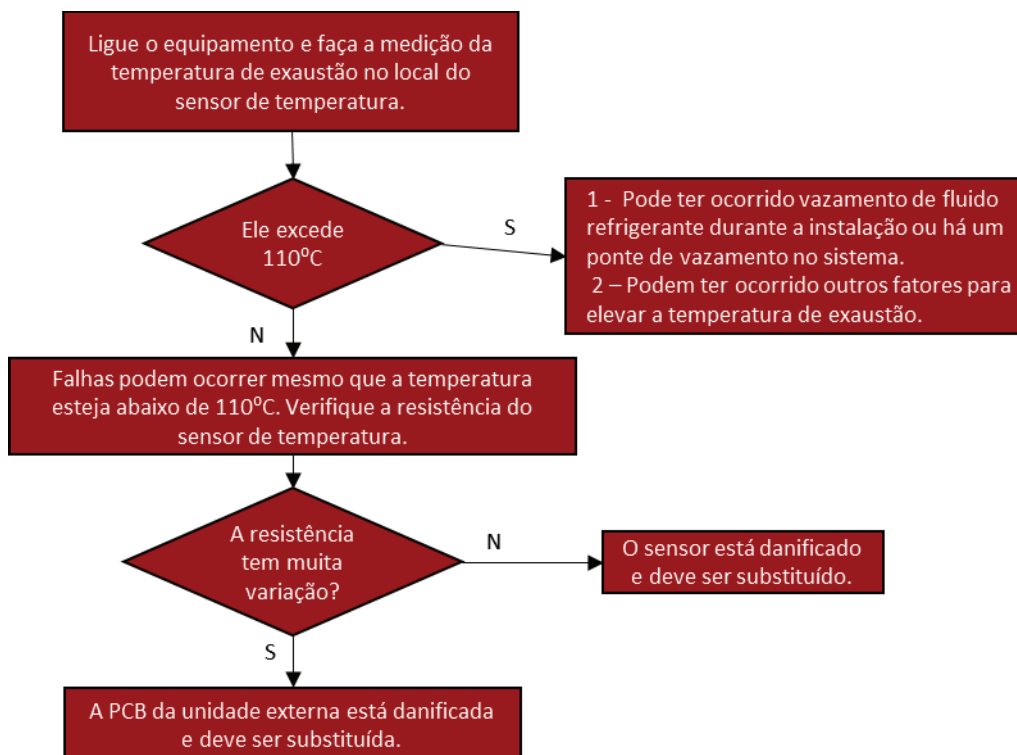 Ligue o equipamento e faça a medição da
temperatura de exaustão no local do
sensor de temperatura.
Ele excede
110⁰C
S
1 - Pode ter ocorrido vazamento de fluido
refrigerante durante a instalação ou há um
ponte de vazamento no sistema.
2 – Podem ter ocorrido outros fatores para
elevar a temperatura de exaustão.
N
Falhas podem ocorrer mesmo que a temperatura
esteja abaixo de 110⁰C. Verifique a resistência do
sensor de temperatura.
A resistência
tem muita
variação?
N
O sensor está danificado
e deve ser substituído.
S
A PCB da unidade externa está danificada
e deve ser substituída.